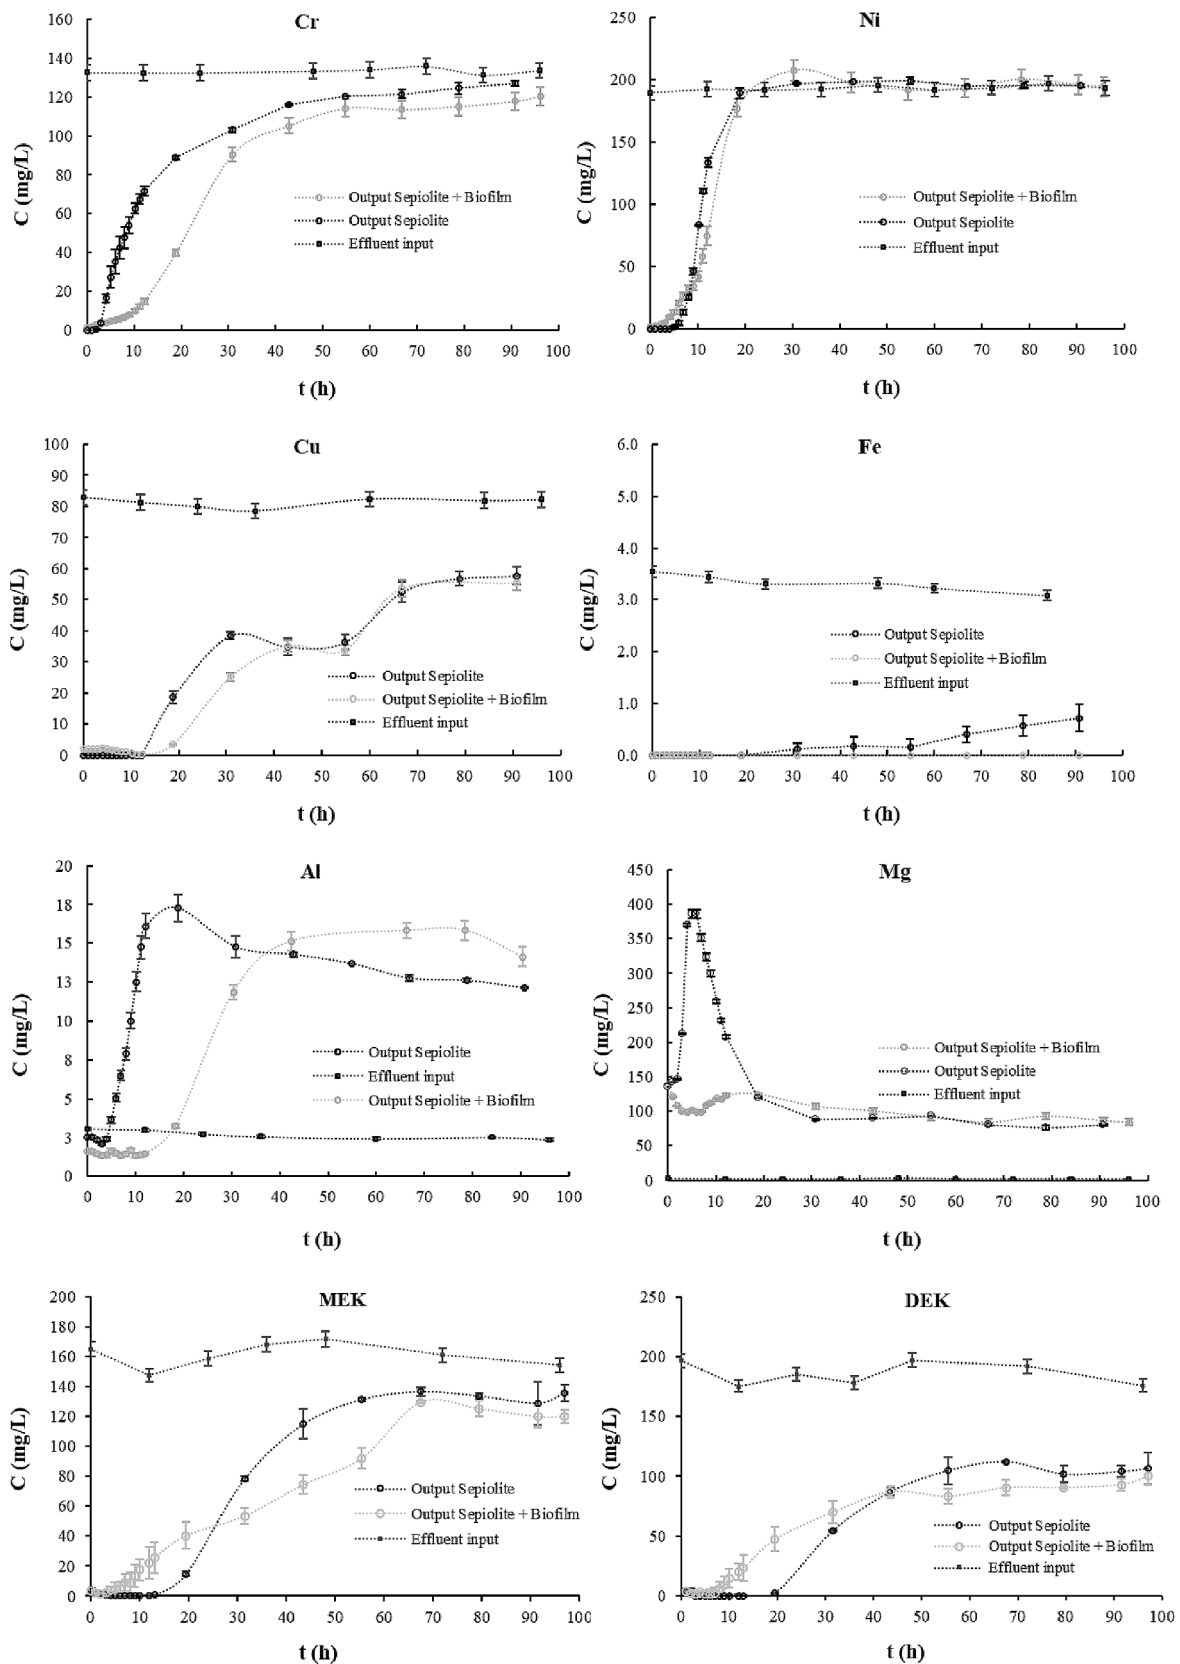 Cr
C (mg/L)
160
140
120
100
80
60
40
20
0
Output Sepiolite + Biofilm
Output Sepiolite
Effluent input
0 10 20 30 40 50 60 70 80 90 100
t (h)
Ni
C (mg/L)
250
200
150
100
50
0
Output Sepiolite + Biofilm
Output Sepiolite
Effluent input
0 10 20 30 40 50 60 70 80 90 100
t (h)
Cu
C (mg/L)
100
90
80
70
60
50
40
30
20
10
0
Output Sepiolite
Output Sepiolite + Biofilm
Effluent input
0 10 20 30 40 50 60 70 80 90 100
t (h)
Fe
C (mg/L)
6.0
5.0
4.0
3.0
2.0
1.0
0.0
Output Sepiolite
Output Sepiolite + Biofilm
Effluent input
0 10 20 30 40 50 60 70 80 90 100
t (h)
Al
C (mg/L)
20
18
15
13
10
8
5
3
0
Output Sepiolite
Effluent input
Output Sepiolite + Biofilm
0 10 20 30 40 50 60 70 80 90 100
t (h)
Mg
C (mg/L)
450
400
350
300
250
200
150
100
50
0
Output Sepiolite + Biofilm
Output Sepiolite
Effluent input
0 10 20 30 40 50 60 70 80 90 100
t (h)
MEK
C (mg/L)
200
180
160
140
120
100
80
60
40
20
0
Output Sepiolite
Output Sepiolite + Biofilm
Effluent input
0 10 20 30 40 50 60 70 80 90 100
t (h)
DEK
C (mg/L)
250
200
150
100
50
0
Output Sepiolite
Output Sepiolite + Biofilm
Effluent input
0 10 20 30 40 50 60 70 80 90 100
t (h)